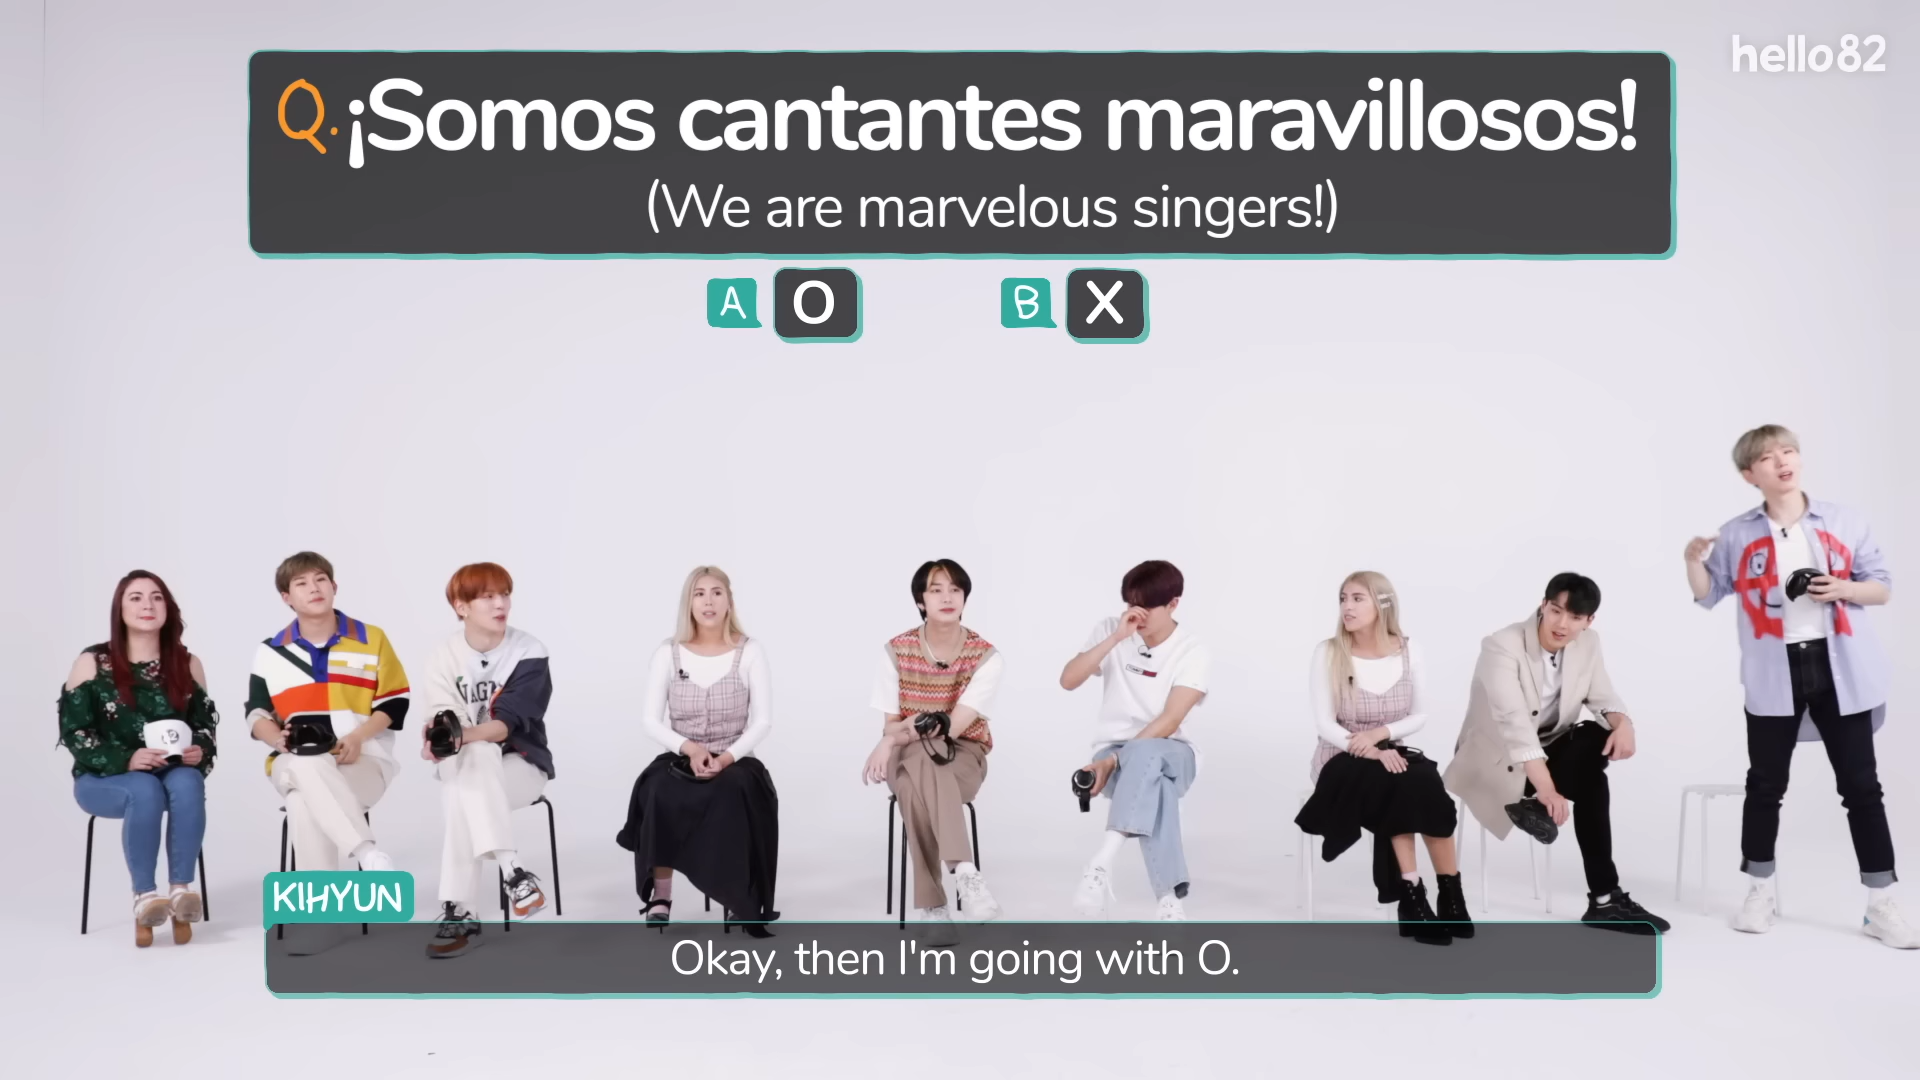 hello82
Q. ¡Somos cantantes maravillosos!
(We are marvelous singers!)
A O B X
KIHYUN
Okay, then I'm going with O.